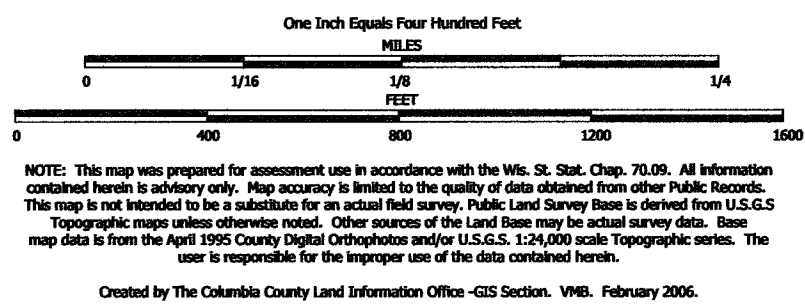 One Inch Equals Four Hundred Feet
MILES
0 1/16 1/8 1/4
FEET
0 400 800 1200 1600
NOTE: This map was prepared for assessment use in accordance with the Wis. St. Stat. Chap. 70.09. All information
contained herein is advisory only. Map accuracy is limited to the quality of data obtained from other Public Records.
This map is not intended to be a substitute for an actual field survey. Public Land Survey Base is derived from U.S.G.S
Topographic maps unless otherwise noted. Other sources of the Land Base may be actual survey data. Base
map data is from the April 1995 County Digital Orthophotos and/or U.S.G.S. 1:24,000 scale Topographic series. The
user is responsible for the improper use of the data contained herein.
Created by The Columbia County Land Information Office -GIS Section. VMB. February 2006.